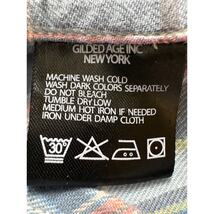 GILDED AGE INC
NEW YORK
MACHINE WASH COLD
WASH DARK COLORS SEPARATELY
DO NOT BLEACH
TUMBLE DRY LOW
MEDIUM HOT IRON IF NEEDED
IRON UNDER DAMP CLOTH
30°